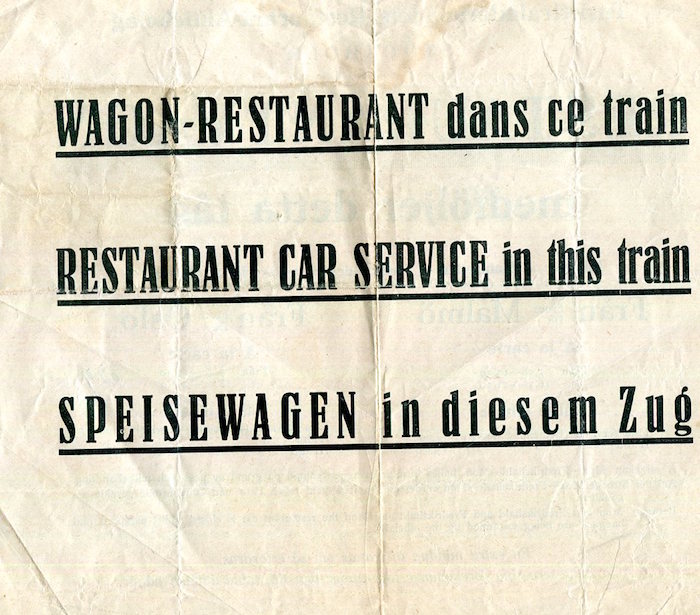 WAGON-RESTAURANT dans ce train
RESTAURANT CAR SERVICE in this train
SPEISEWAGEN in diesem Zug